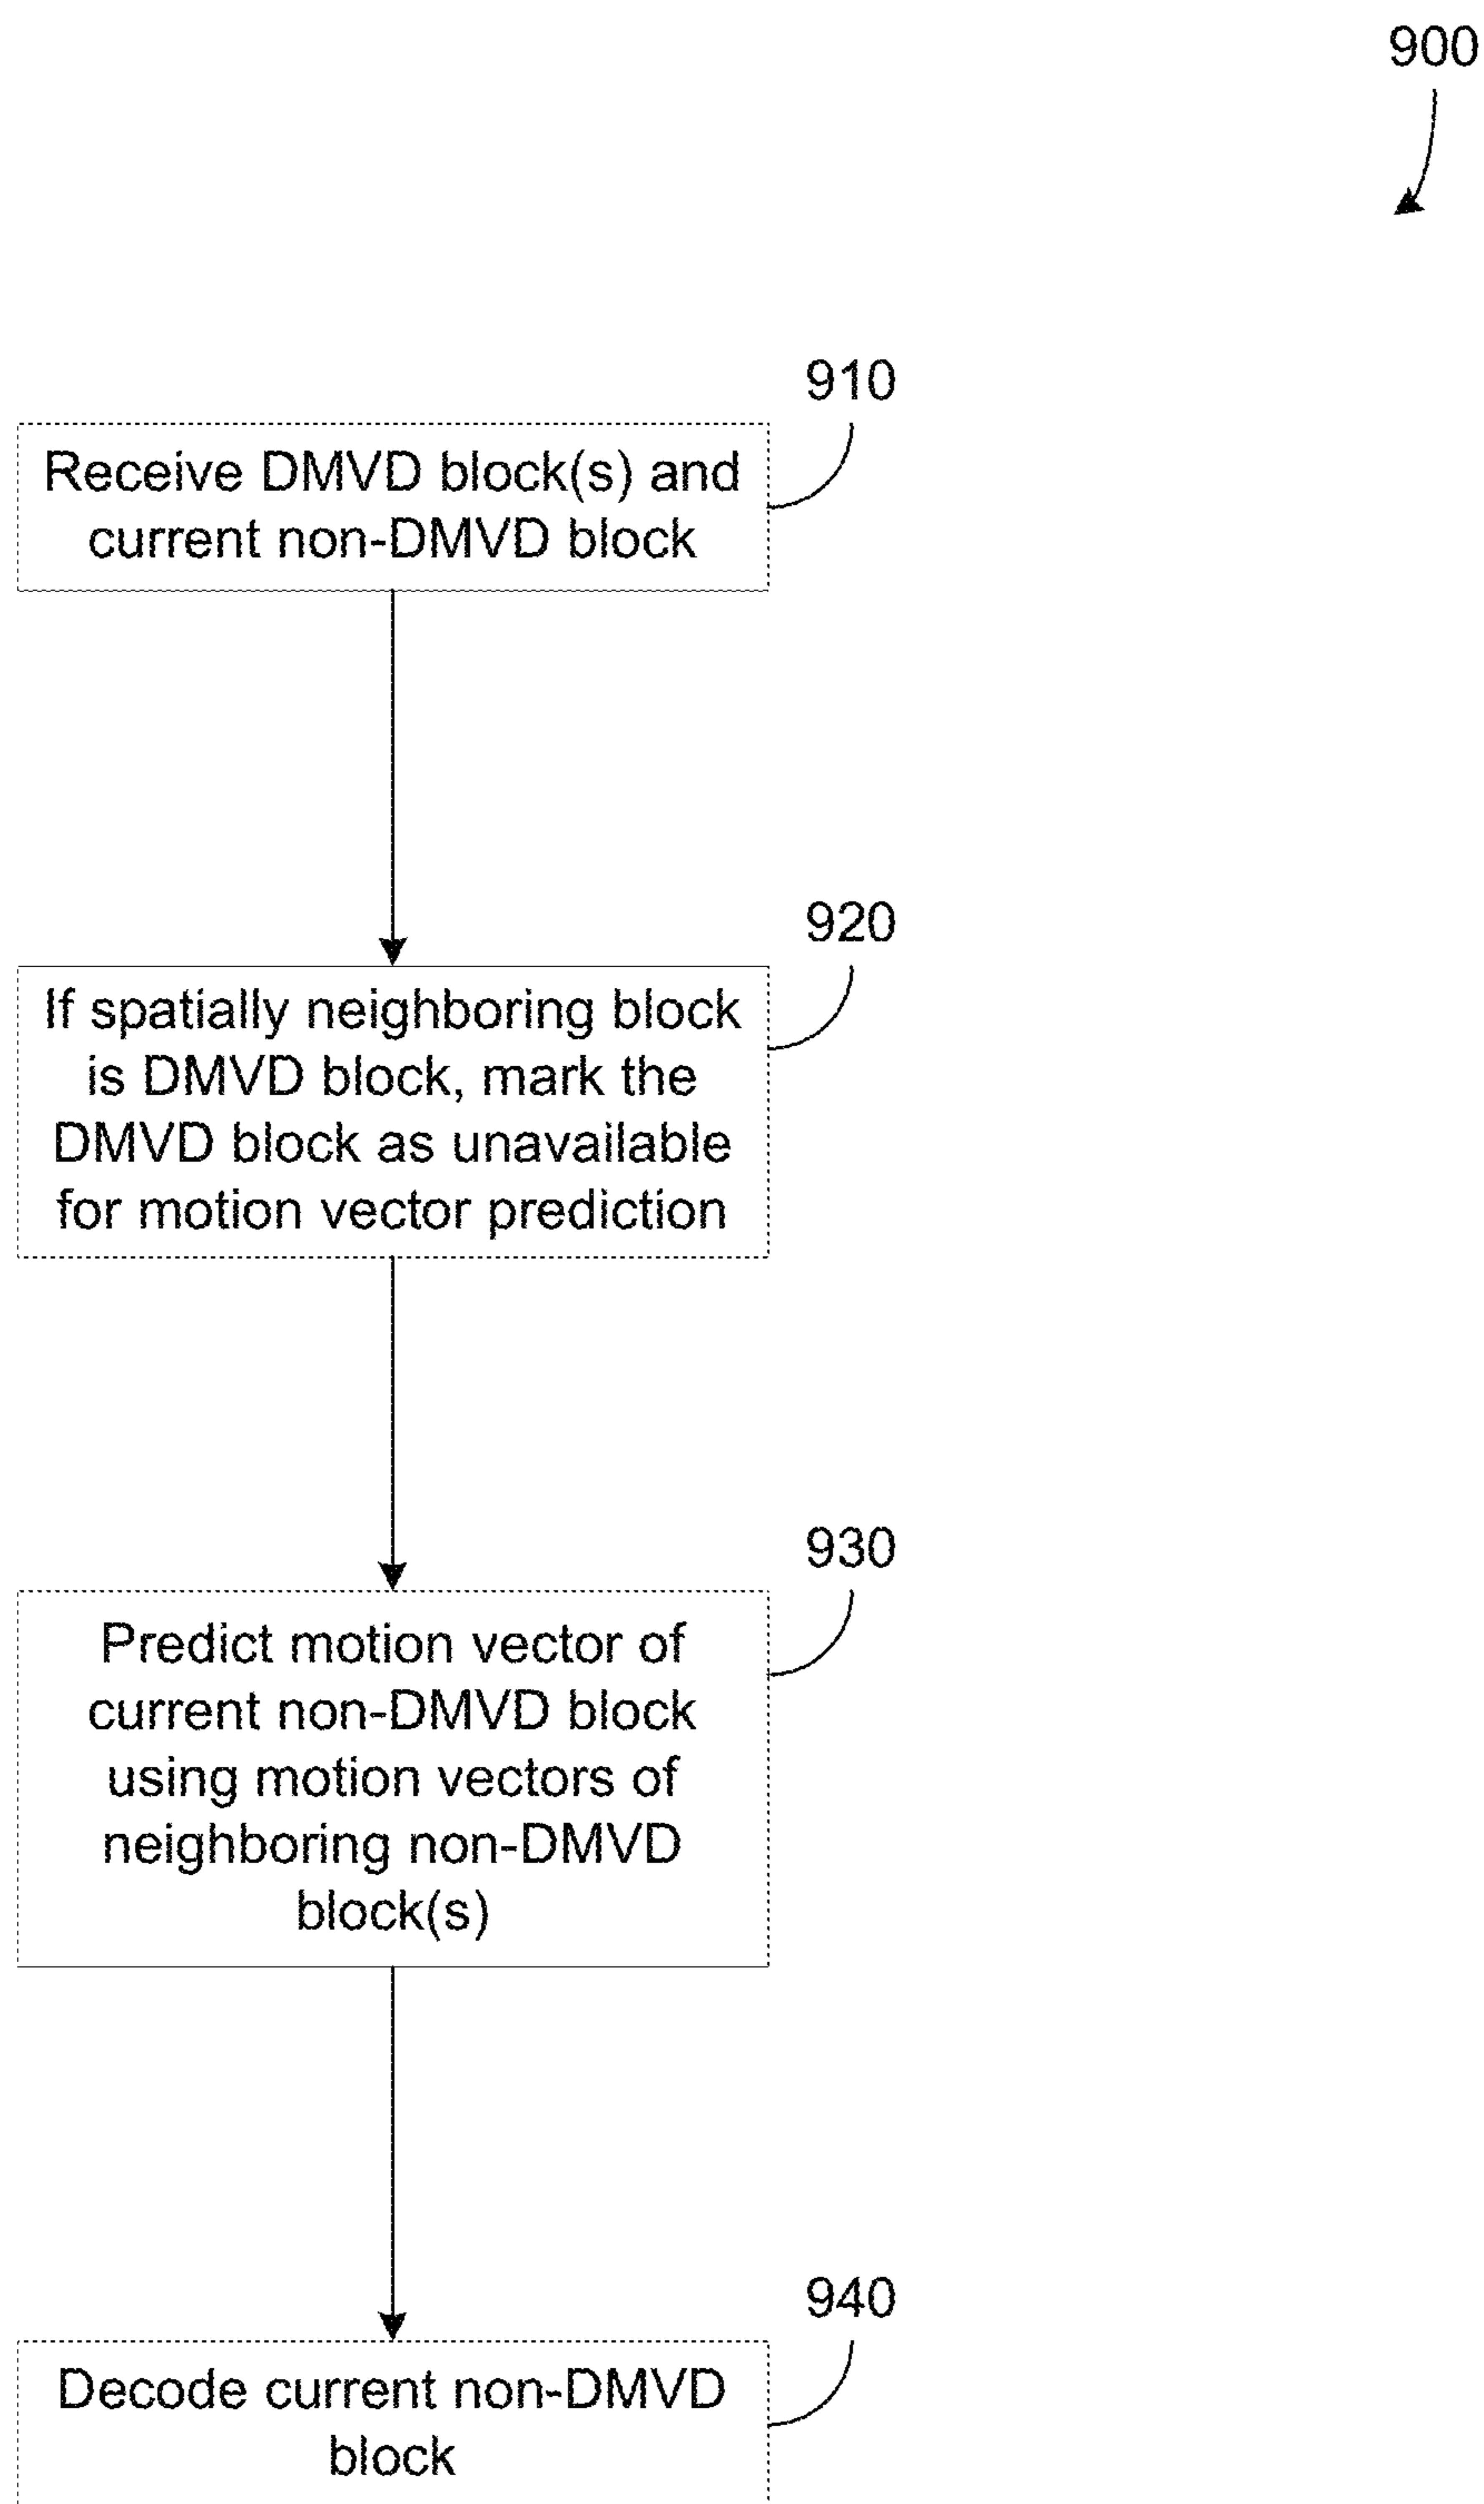 900
910
Receive DMVD block(s) and
current non-DMVD block
920
If spatially neighboring block
is DMVD block, mark the
DMVD block as unavailable
for motion vector prediction
930
Predict motion vector of
current non-DMVD block
using motion vectors of
neighboring non-DMVD
block(s)
940
Decode current non-DMVD
block